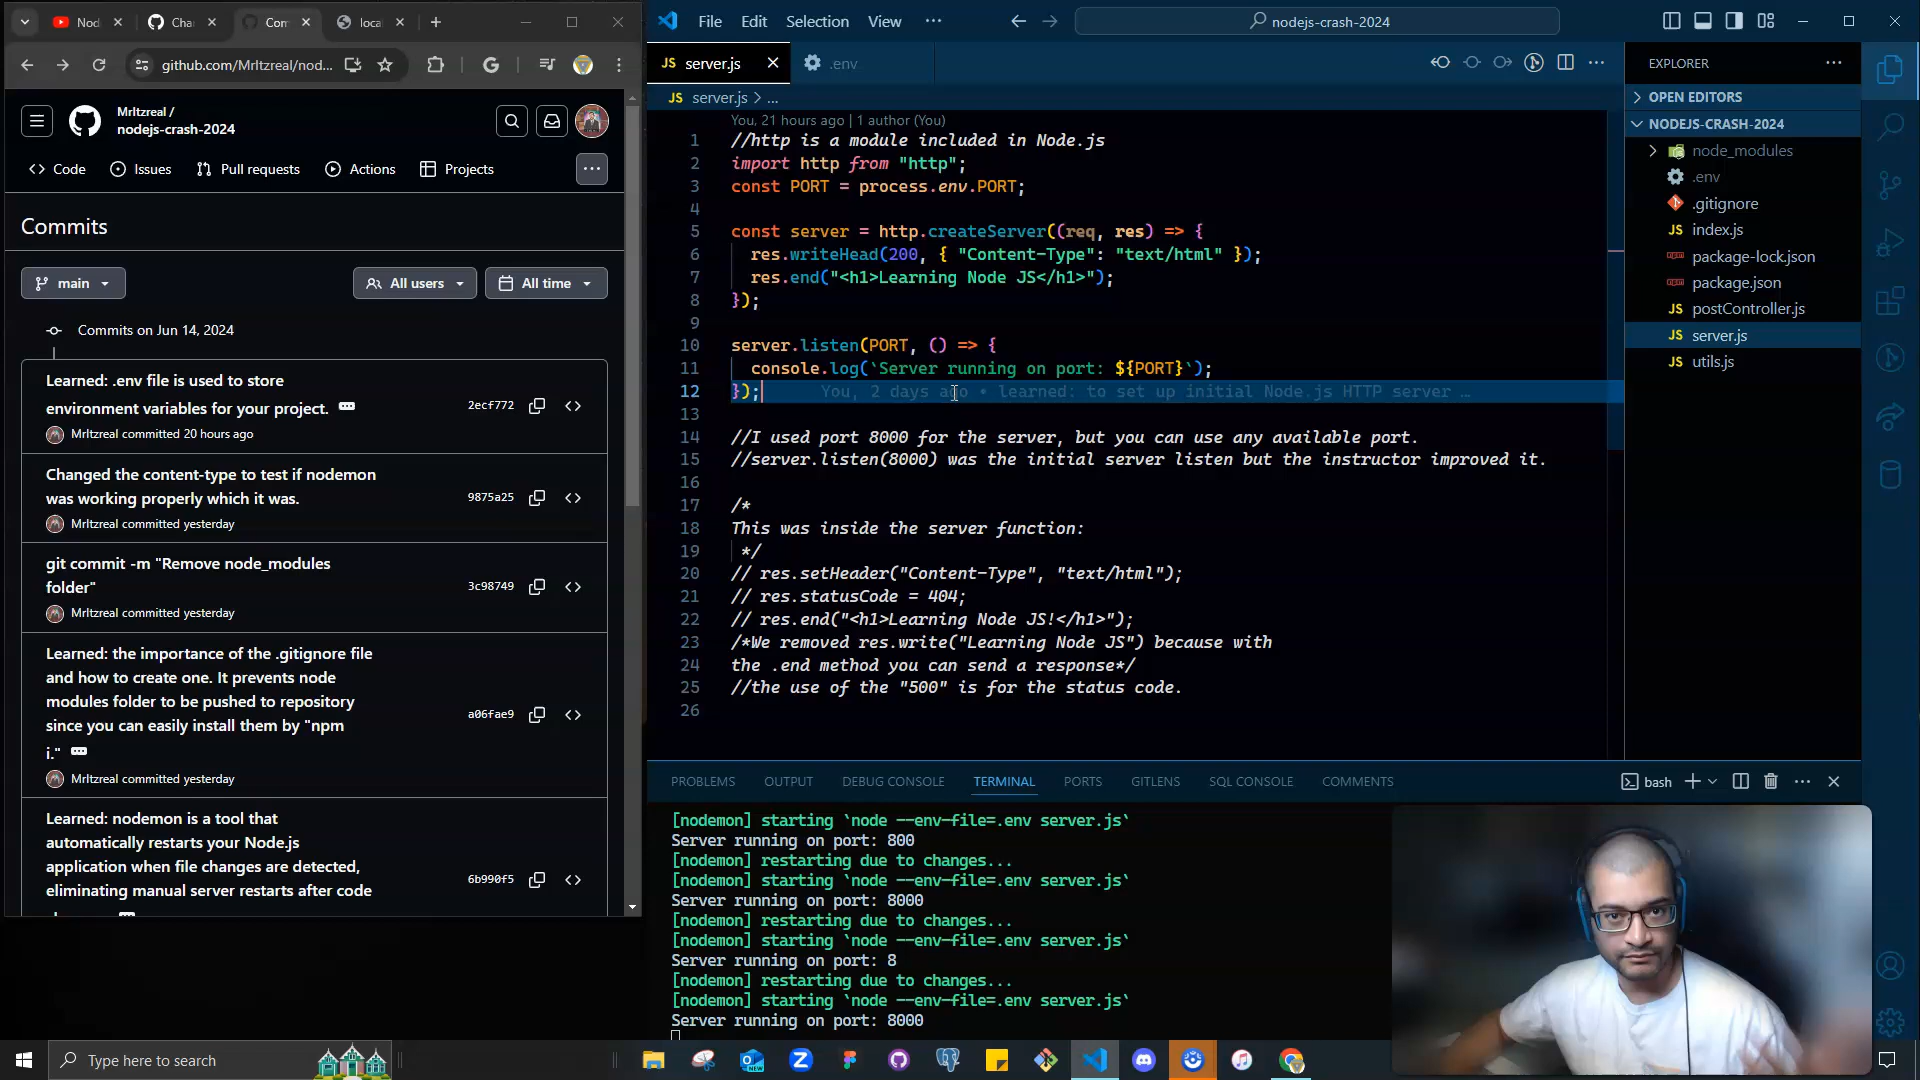 Nod
Cha
Com
loca
github.com/MrItzreal/nod...
MrItzreal /
nodejs-crash-2024
Code
Issues
Pull requests
Actions
Projects
Commits
main
All users
All time
Commits on Jun 14, 2024
Learned: .env file is used to store
environment variables for your project.
2ecf772
MrItzreal committed 20 hours ago
Changed the content-type to test if nodemon
was working properly which it was.
9875a25
MrItzreal committed yesterday
git commit -m "Remove node_modules
folder"
3c98749
MrItzreal committed yesterday
Learned: the importance of the .gitignore file
and how to create one. It prevents node
modules folder to be pushed to repository
since you can easily install them by "npm
i."
a06fae9
MrItzreal committed yesterday
Learned: nodemon is a tool that
automatically restarts your Node.js
application when file changes are detected,
eliminating manual server restarts after code
6b990f5
File Edit Selection View ...
nodejs-crash-2024
JS server.js
.env
JS server.js > ...
You, 21 hours ago | 1 author (You)
1 //http is a module included in Node.js
2 import http from "http";
3 const PORT = process.env.PORT;
4
5 const server = http.createServer((req, res) => {
6 res.writeHead(200, { "Content-Type": "text/html" });
7 res.end("<h1>Learning Node JS</h1>");
8 });
9
10 server.listen(PORT, () => {
11 console.log(`Server running on port: ${PORT}`);
12 }); You, 2 days ago • learned: to set up initial Node.js HTTP server …
13
14 //I used port 8000 for the server, but you can use any available port.
15 //server.listen(8000) was the initial server listen but the instructor improved it.
16
17 /*
18 This was inside the server function:
19 */
20 // res.setHeader("Content-Type", "text/html");
21 // res.statusCode = 404;
22 // res.end("<h1>Learning Node JS!</h1>");
23 /*We removed res.write("Learning Node JS") because with
24 the .end method you can send a response*/
25 //the use of the "500" is for the status code.
26
EXPLORER
OPEN EDITORS
NODEJS-CRASH-2024
node_modules
.env
.gitignore
JS index.js
package-lock.json
package.json
JS postController.js
JS server.js
JS utils.js
PROBLEMS OUTPUT DEBUG CONSOLE TERMINAL PORTS GITLENS SQL CONSOLE COMMENTS
bash
[nodemon] starting `node --env-file=.env server.js`
Server running on port: 800
[nodemon] restarting due to changes...
[nodemon] starting `node --env-file=.env server.js`
Server running on port: 8000
[nodemon] restarting due to changes...
[nodemon] starting `node --env-file=.env server.js`
Server running on port: 8
[nodemon] restarting due to changes...
[nodemon] starting `node --env-file=.env server.js`
Server running on port: 8000
Type here to search